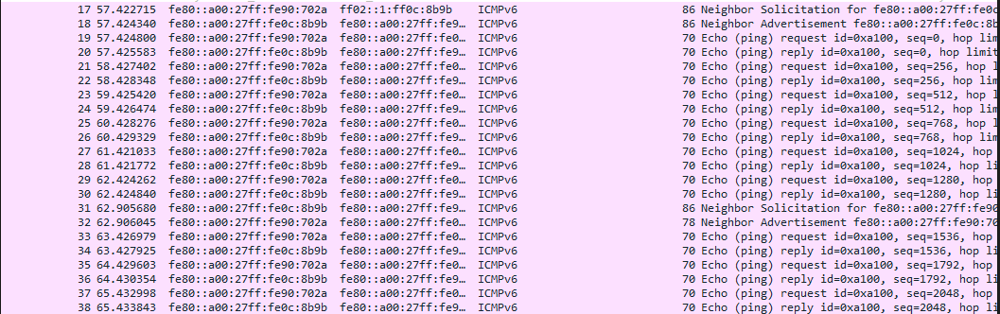 17 57.422715 fe80::a00:27ff:fe90:702a ff02::1:ff0c:8b9b ICMPv6 86 Neighbor Solicitation for fe80::a00:27ff:fe0c
18 57.424340 fe80::a00:27ff:fe0c:8b9b fe80::a00:27ff:fe9… ICMPv6 86 Neighbor Advertisement fe80::a00:27ff:fe0c:8b
19 57.424800 fe80::a00:27ff:fe90:702a fe80::a00:27ff:fe0… ICMPv6 70 Echo (ping) request id=0xa100, seq=0, hop lim
20 57.425583 fe80::a00:27ff:fe0c:8b9b fe80::a00:27ff:fe9… ICMPv6 70 Echo (ping) reply id=0xa100, seq=0, hop limit
21 58.427402 fe80::a00:27ff:fe90:702a fe80::a00:27ff:fe0… ICMPv6 70 Echo (ping) request id=0xa100, seq=256, hop l
22 58.428348 fe80::a00:27ff:fe0c:8b9b fe80::a00:27ff:fe9… ICMPv6 70 Echo (ping) reply id=0xa100, seq=256, hop lim
23 59.425420 fe80::a00:27ff:fe90:702a fe80::a00:27ff:fe0… ICMPv6 70 Echo (ping) request id=0xa100, seq=512, hop l
24 59.426474 fe80::a00:27ff:fe0c:8b9b fe80::a00:27ff:fe9… ICMPv6 70 Echo (ping) reply id=0xa100, seq=512, hop lim
25 60.428276 fe80::a00:27ff:fe90:702a fe80::a00:27ff:fe0… ICMPv6 70 Echo (ping) request id=0xa100, seq=768, hop l
26 60.429329 fe80::a00:27ff:fe0c:8b9b fe80::a00:27ff:fe9… ICMPv6 70 Echo (ping) reply id=0xa100, seq=768, hop lim
27 61.421033 fe80::a00:27ff:fe90:702a fe80::a00:27ff:fe0… ICMPv6 70 Echo (ping) request id=0xa100, seq=1024, hop
28 61.421772 fe80::a00:27ff:fe0c:8b9b fe80::a00:27ff:fe9… ICMPv6 70 Echo (ping) reply id=0xa100, seq=1024, hop li
29 62.424262 fe80::a00:27ff:fe90:702a fe80::a00:27ff:fe0… ICMPv6 70 Echo (ping) request id=0xa100, seq=1280, hop
30 62.424840 fe80::a00:27ff:fe0c:8b9b fe80::a00:27ff:fe9… ICMPv6 70 Echo (ping) reply id=0xa100, seq=1280, hop li
31 62.905680 fe80::a00:27ff:fe0c:8b9b fe80::a00:27ff:fe9… ICMPv6 86 Neighbor Solicitation for fe80::a00:27ff:fe90
32 62.906045 fe80::a00:27ff:fe90:702a fe80::a00:27ff:fe0… ICMPv6 78 Neighbor Advertisement fe80::a00:27ff:fe90:70
33 63.426979 fe80::a00:27ff:fe90:702a fe80::a00:27ff:fe0… ICMPv6 70 Echo (ping) request id=0xa100, seq=1536, hop
34 63.427925 fe80::a00:27ff:fe0c:8b9b fe80::a00:27ff:fe9… ICMPv6 70 Echo (ping) reply id=0xa100, seq=1536, hop li
35 64.429603 fe80::a00:27ff:fe90:702a fe80::a00:27ff:fe0… ICMPv6 70 Echo (ping) request id=0xa100, seq=1792, hop
36 64.430354 fe80::a00:27ff:fe0c:8b9b fe80::a00:27ff:fe9… ICMPv6 70 Echo (ping) reply id=0xa100, seq=1792, hop li
37 65.432998 fe80::a00:27ff:fe90:702a fe80::a00:27ff:fe0… ICMPv6 70 Echo (ping) request id=0xa100, seq=2048, hop
38 65.433843 fe80::a00:27ff:fe0c:8b9b fe80::a00:27ff:fe9… ICMPv6 70 Echo (ping) reply id=0xa100, seq=2048, hop li